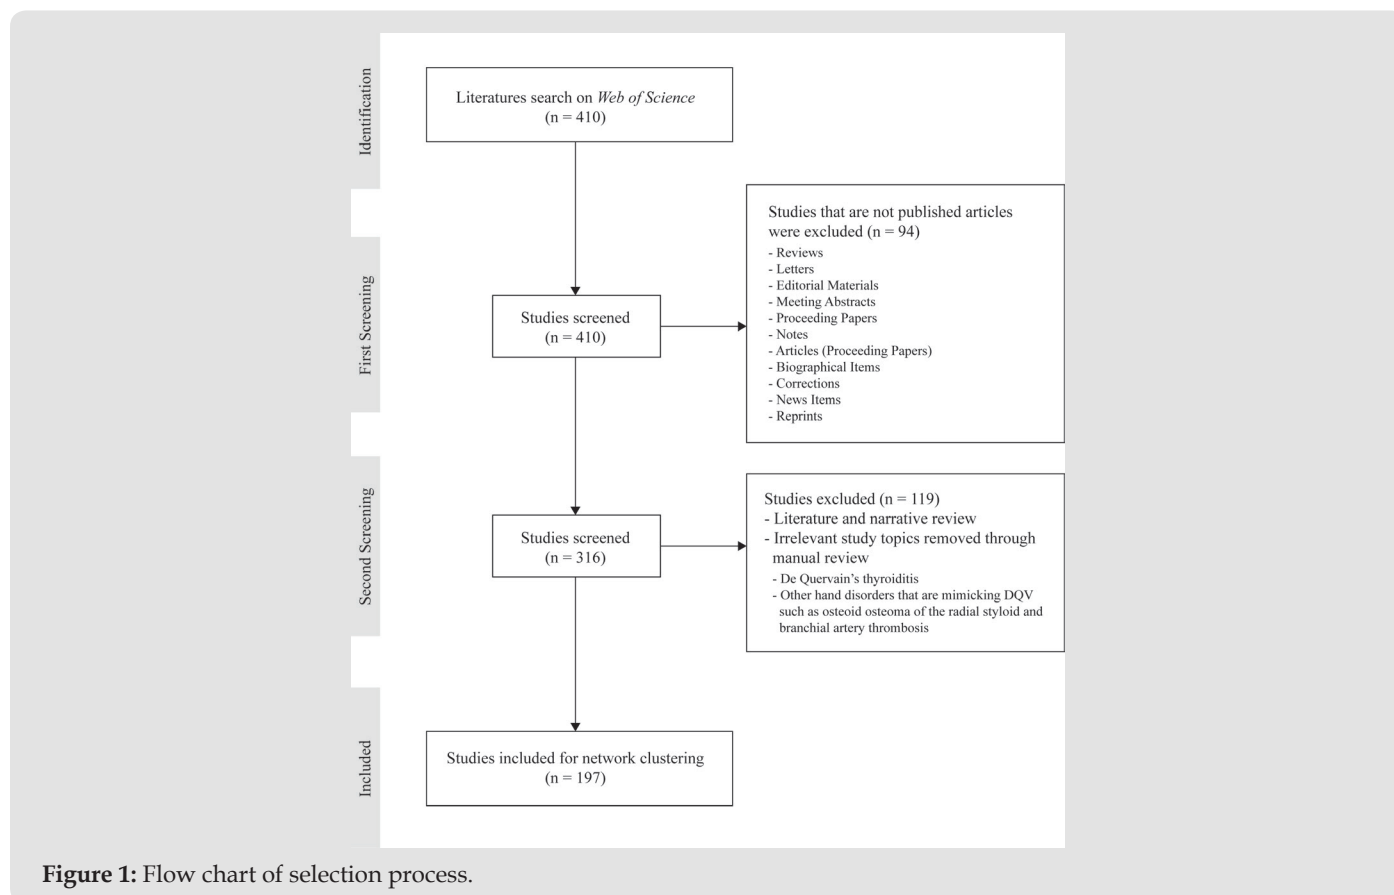 Identification
Literatures search on Web of Science
(n = 410)
First Screening
Studies screened
(n = 410)
Studies that are not published articles
were excluded (n = 94)
- Reviews
- Letters
- Editorial Materials
- Meeting Abstracts
- Proceeding Papers
- Notes
- Articles (Proceeding Papers)
- Biographical Items
- Corrections
- News Items
- Reprints
Second Screening
Studies screened
(n = 316)
Studies excluded (n = 119)
- Literature and narrative review
- Irrelevant study topics removed through
manual review
- De Quervain's thyroiditis
- Other hand disorders that are mimicking DQV
such as osteoid osteoma of the radial styloid and
branchial artery thrombosis
Included
Studies included for network clustering
(n = 197)
Figure 1: Flow chart of selection process.